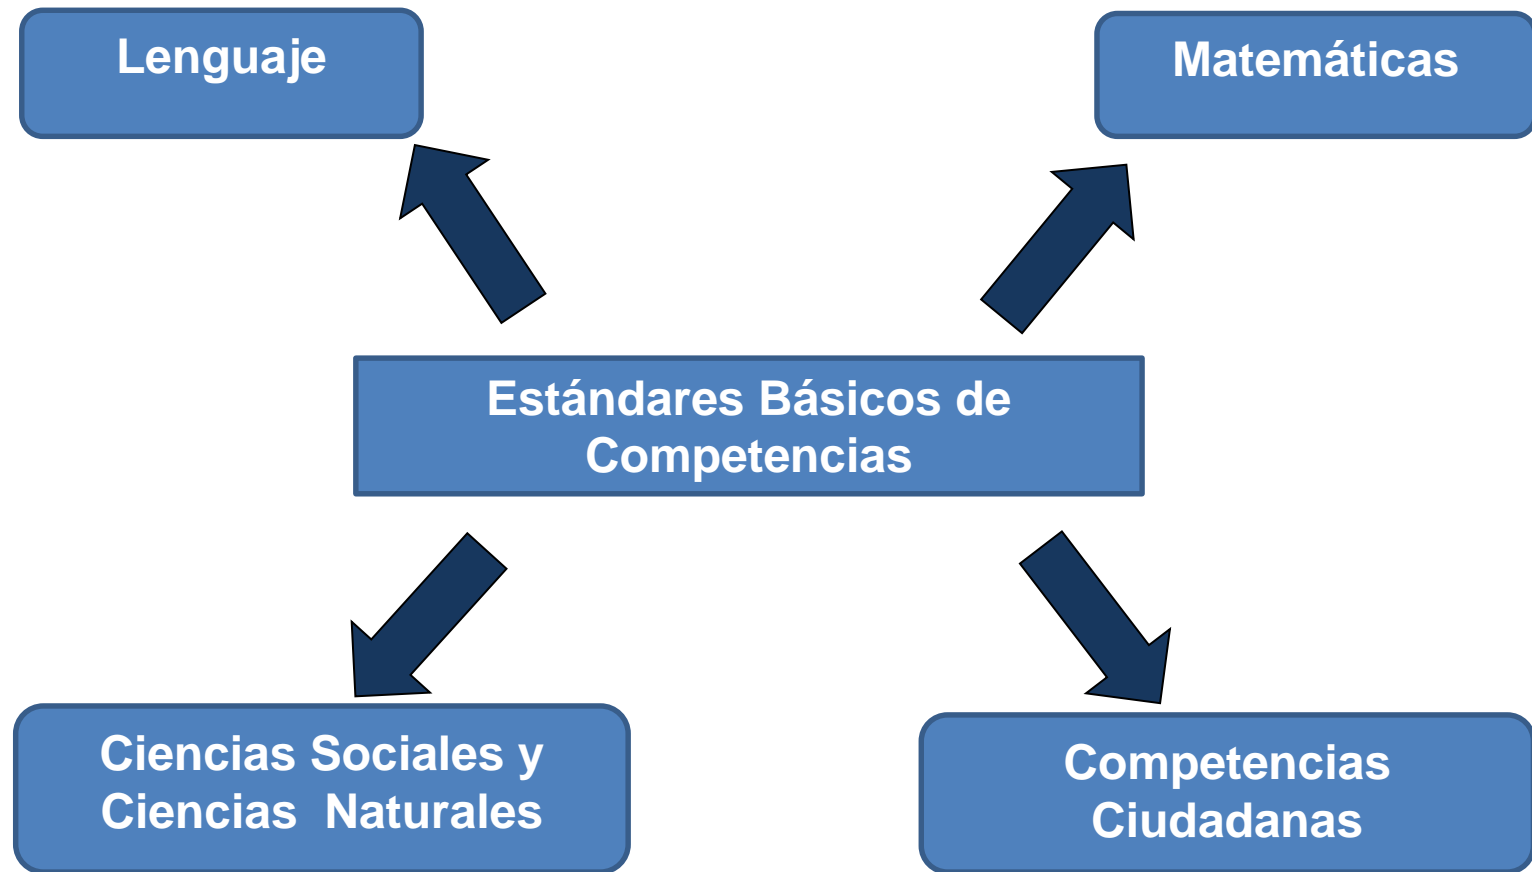 Lenguaje
Matemáticas
Estándares Básicos de
Competencias
Ciencias Sociales y
Ciencias Naturales
Competencias
Ciudadanas